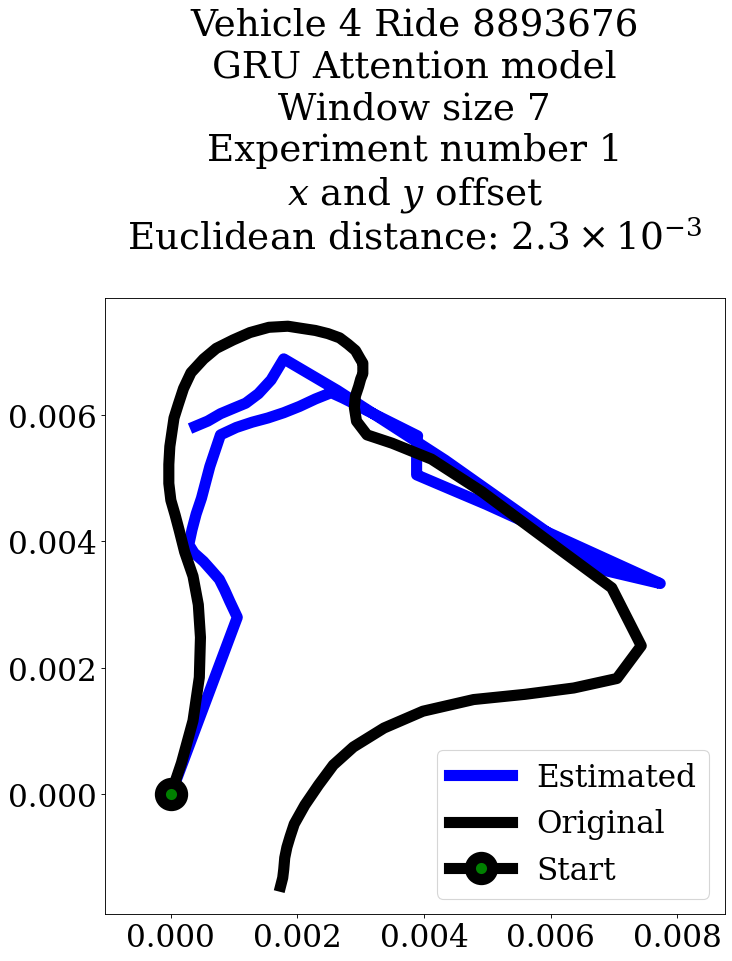 Vehicle 4 Ride 8893676
GRU Attention model
Window size 7
Experiment number 1
x and y offset
Euclidean distance: 2.3 × 10⁻³
0.006
0.004
0.002
0.000
Estimated
Original
Start
0.000 0.002 0.004 0.006 0.008